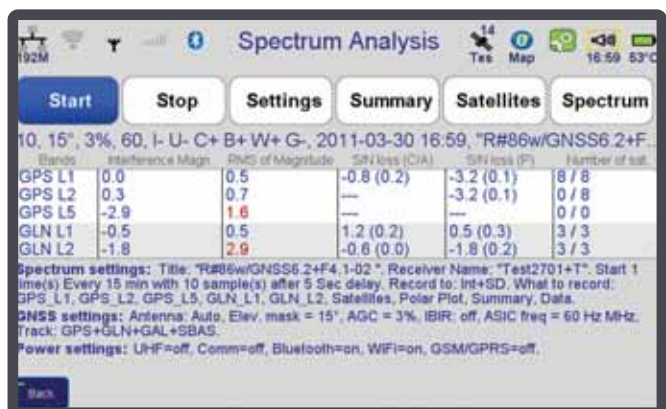 Spectrum Analysis
14
192M
Tes
Map
16:59
53°C
Start
Stop
Settings
Summary
Satellites
Spectrum
10, 15°, 3%, 60, I- U- C+ B+ W+ G-, 2011-03-30 16:59, "R#86w/GNSS6.2+F...
Bands Interference Magn. RMS of Magnitude S/N loss (C/A) S/N loss (P) Number of sat.
GPS L1 0.0 0.5 -0.8 (0.2) -3.2 (0.1) 8 / 8
GPS L2 0.3 0.7 --- -3.2 (0.1) 0 / 8
GPS L5 -2.9 1.6 --- --- 0 / 0
GLN L1 -0.5 0.5 1.2 (0.2) 0.5 (0.3) 3 / 3
GLN L2 -1.8 2.9 -0.6 (0.0) -1.8 (0.2) 3 / 3
Spectrum settings: Title: "R#86w/GNSS6.2+F4.1-02 ". Receiver Name: "Test2701+T". Start 1
time(s) Every 15 min with 10 sample(s) after 5 Sec delay. Record to: Int+SD. What to record:
GPS_L1, GPS_L2, GPS_L5, GLN_L1, GLN_L2, Satellites, Polar Plot, Summary, Data.
GNSS settings: Antenna: Auto, Elev. mask = 15°, AGC = 3%, IBIR: off, ASIC freq = 60 Hz MHz.
Track: GPS+GLN+GAL+SBAS.
Power settings: UHF=off, Comm=off, Bluetooth=on, WiFi=on, GSM/GPRS=off.
Back